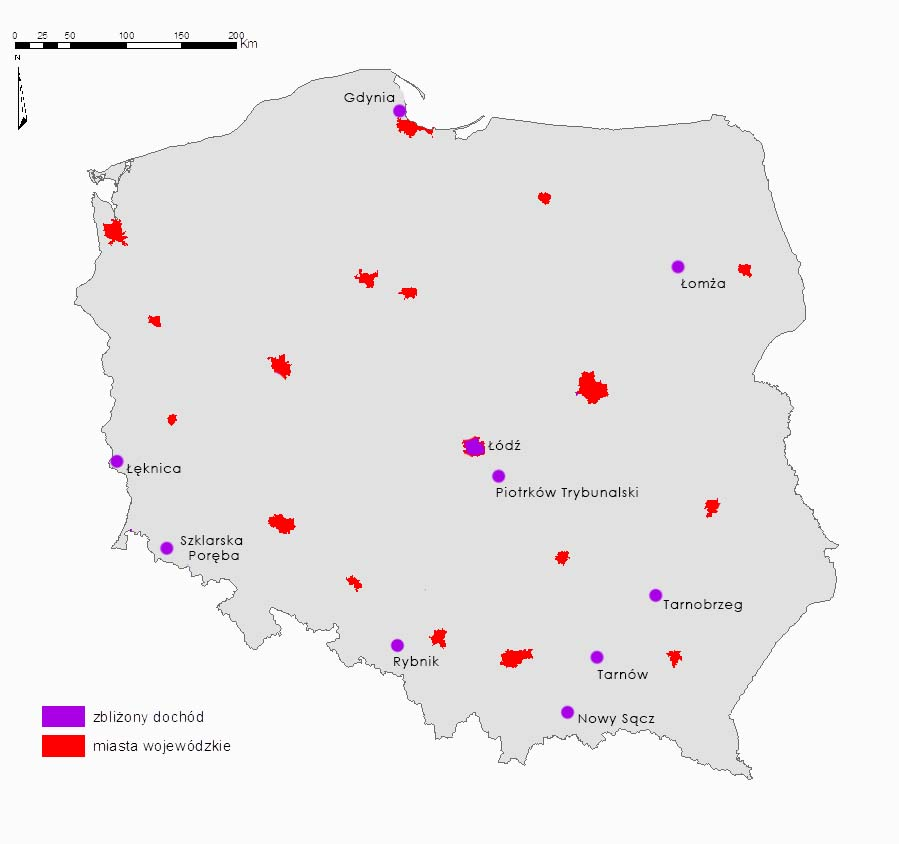 0 25 50 100 150 200
Km
N
Gdynia
Łomża
Łódź
Łęknica
Piotrków Trybunalski
Szklarska
Poręba
Tarnobrzeg
Rybnik
Tarnów
Nowy Sącz
zbliżony dochód
miasta wojewódzkie